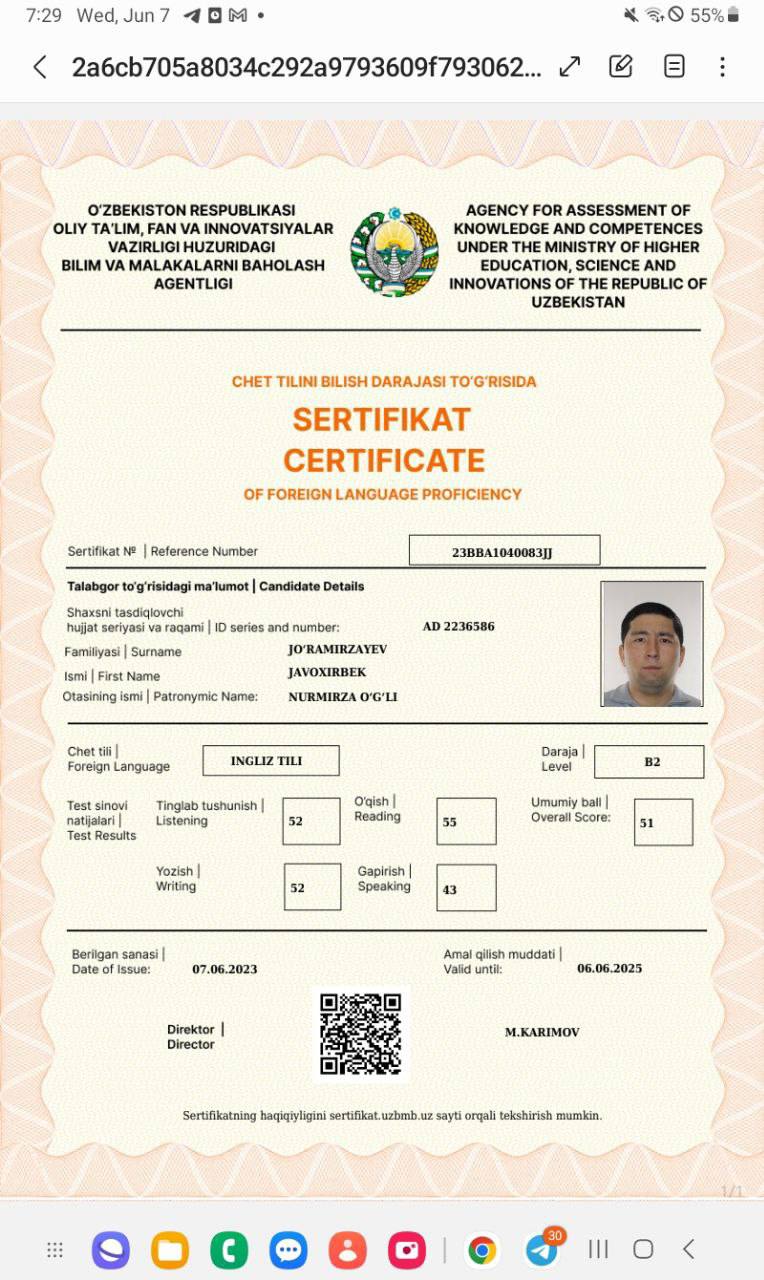 7:29 Wed, Jun 7
55%
2a6cb705a8034c292a9793609f793062...
O‘ZBEKISTON RESPUBLIKASI
OLIY TA’LIM, FAN VA INNOVATSIYALAR
VAZIRLIGI HUZURIDAGI
BILIM VA MALAKALARNI BAHOLASH
AGENTLIGI
AGENCY FOR ASSESSMENT OF
KNOWLEDGE AND COMPETENCES
UNDER THE MINISTRY OF HIGHER
EDUCATION, SCIENCE AND
INNOVATIONS OF THE REPUBLIC OF
UZBEKISTAN
CHET TILINI BILISH DARAJASI TO‘G‘RISIDA
SERTIFIKAT
CERTIFICATE
OF FOREIGN LANGUAGE PROFICIENCY
Sertifikat № | Reference Number
23BBA1040083JJ
Talabgor to‘g‘risidagi ma’lumot | Candidate Details
Shaxsni tasdiqlovchi
hujjat seriyasi va raqami | ID series and number:
AD 2236586
Familiyasi | Surname
JO‘RAMIRZAYEV
Ismi | First Name
JAVOXIRBEK
Otasining ismi | Patronymic Name:
NURMIRZA O‘G‘LI
Chet tili |
Foreign Language
INGLIZ TILI
Daraja |
Level
B2
Test sinovi
natijalari |
Test Results
Tinglab tushunish |
Listening
52
O‘qish |
Reading
55
Umumiy ball |
Overall Score:
51
Yozish |
Writing
52
Gapirish |
Speaking
43
Berilgan sanasi |
Date of Issue:
07.06.2023
Amal qilish muddati |
Valid until:
06.06.2025
Direktor |
Director
M.KARIMOV
Sertifikatning haqiqiyligini sertifikat.uzbmb.uz sayti orqali tekshirish mumkin.
1/1
30